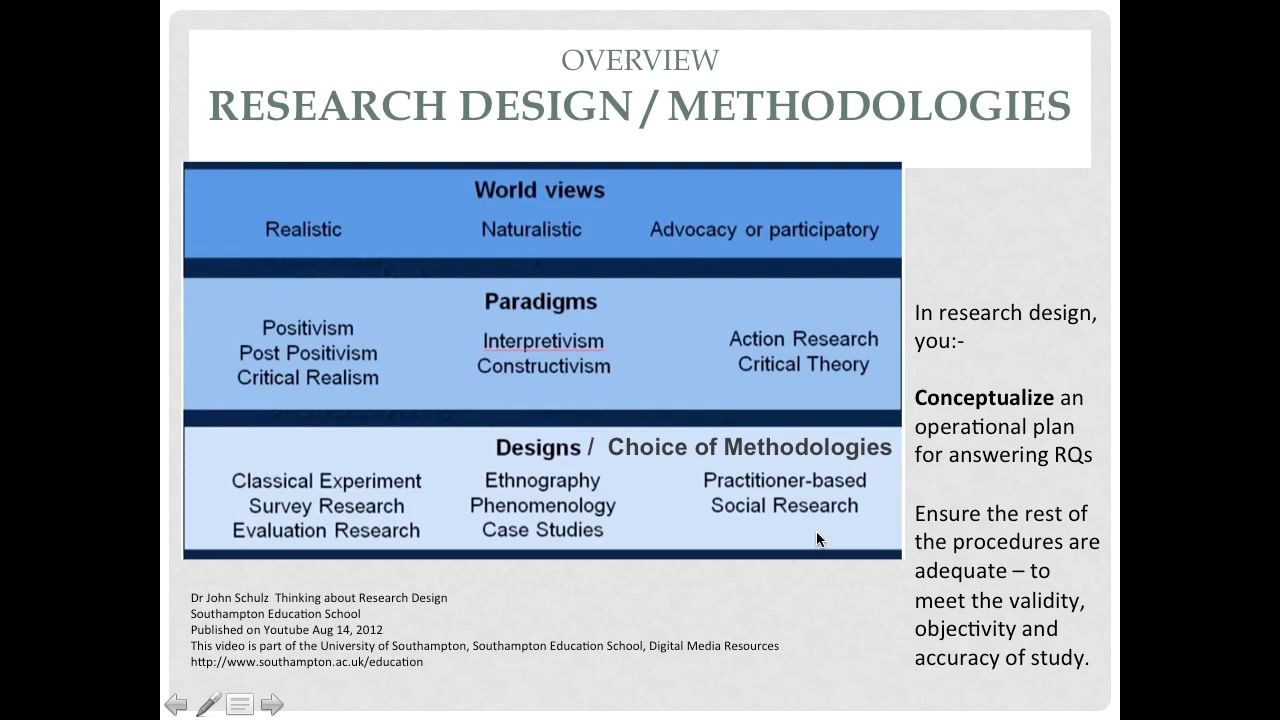 OVERVIEW
RESEARCH DESIGN / METHODOLOGIES
World views
Realistic Naturalistic Advocacy or participatory
Paradigms
Positivism
Post Positivism
Critical Realism
Interpretivism
Constructivism
Action Research
Critical Theory
Designs / Choice of Methodologies
Classical Experiment
Survey Research
Evaluation Research
Ethnography
Phenomenology
Case Studies
Practitioner-based
Social Research
In research design,
you:-
Conceptualize an
operational plan
for answering RQs
Ensure the rest of
the procedures are
adequate – to
meet the validity,
objectivity and
accuracy of study.
Dr John Schulz Thinking about Research Design
Southampton Education School
Published on Youtube Aug 14, 2012
This video is part of the University of Southampton, Southampton Education School, Digital Media Resources
http://www.southampton.ac.uk/education